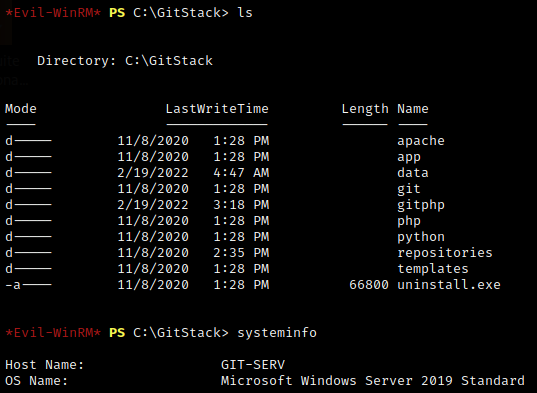 *Evil-WinRM* PS C:\GitStack> ls
Directory: C:\GitStack
Mode LastWriteTime Length Name
---- ------------- ------ ----
d----- 11/8/2020 1:28 PM apache
d----- 11/8/2020 1:28 PM app
d----- 2/19/2022 4:47 AM data
d----- 11/8/2020 1:28 PM git
d----- 2/19/2022 3:18 PM gitphp
d----- 11/8/2020 1:28 PM php
d----- 11/8/2020 1:28 PM python
d----- 11/8/2020 2:35 PM repositories
d----- 11/8/2020 1:28 PM templates
-a---- 11/8/2020 1:28 PM 66800 uninstall.exe
*Evil-WinRM* PS C:\GitStack> systeminfo
Host Name: GIT-SERV
OS Name: Microsoft Windows Server 2019 Standard